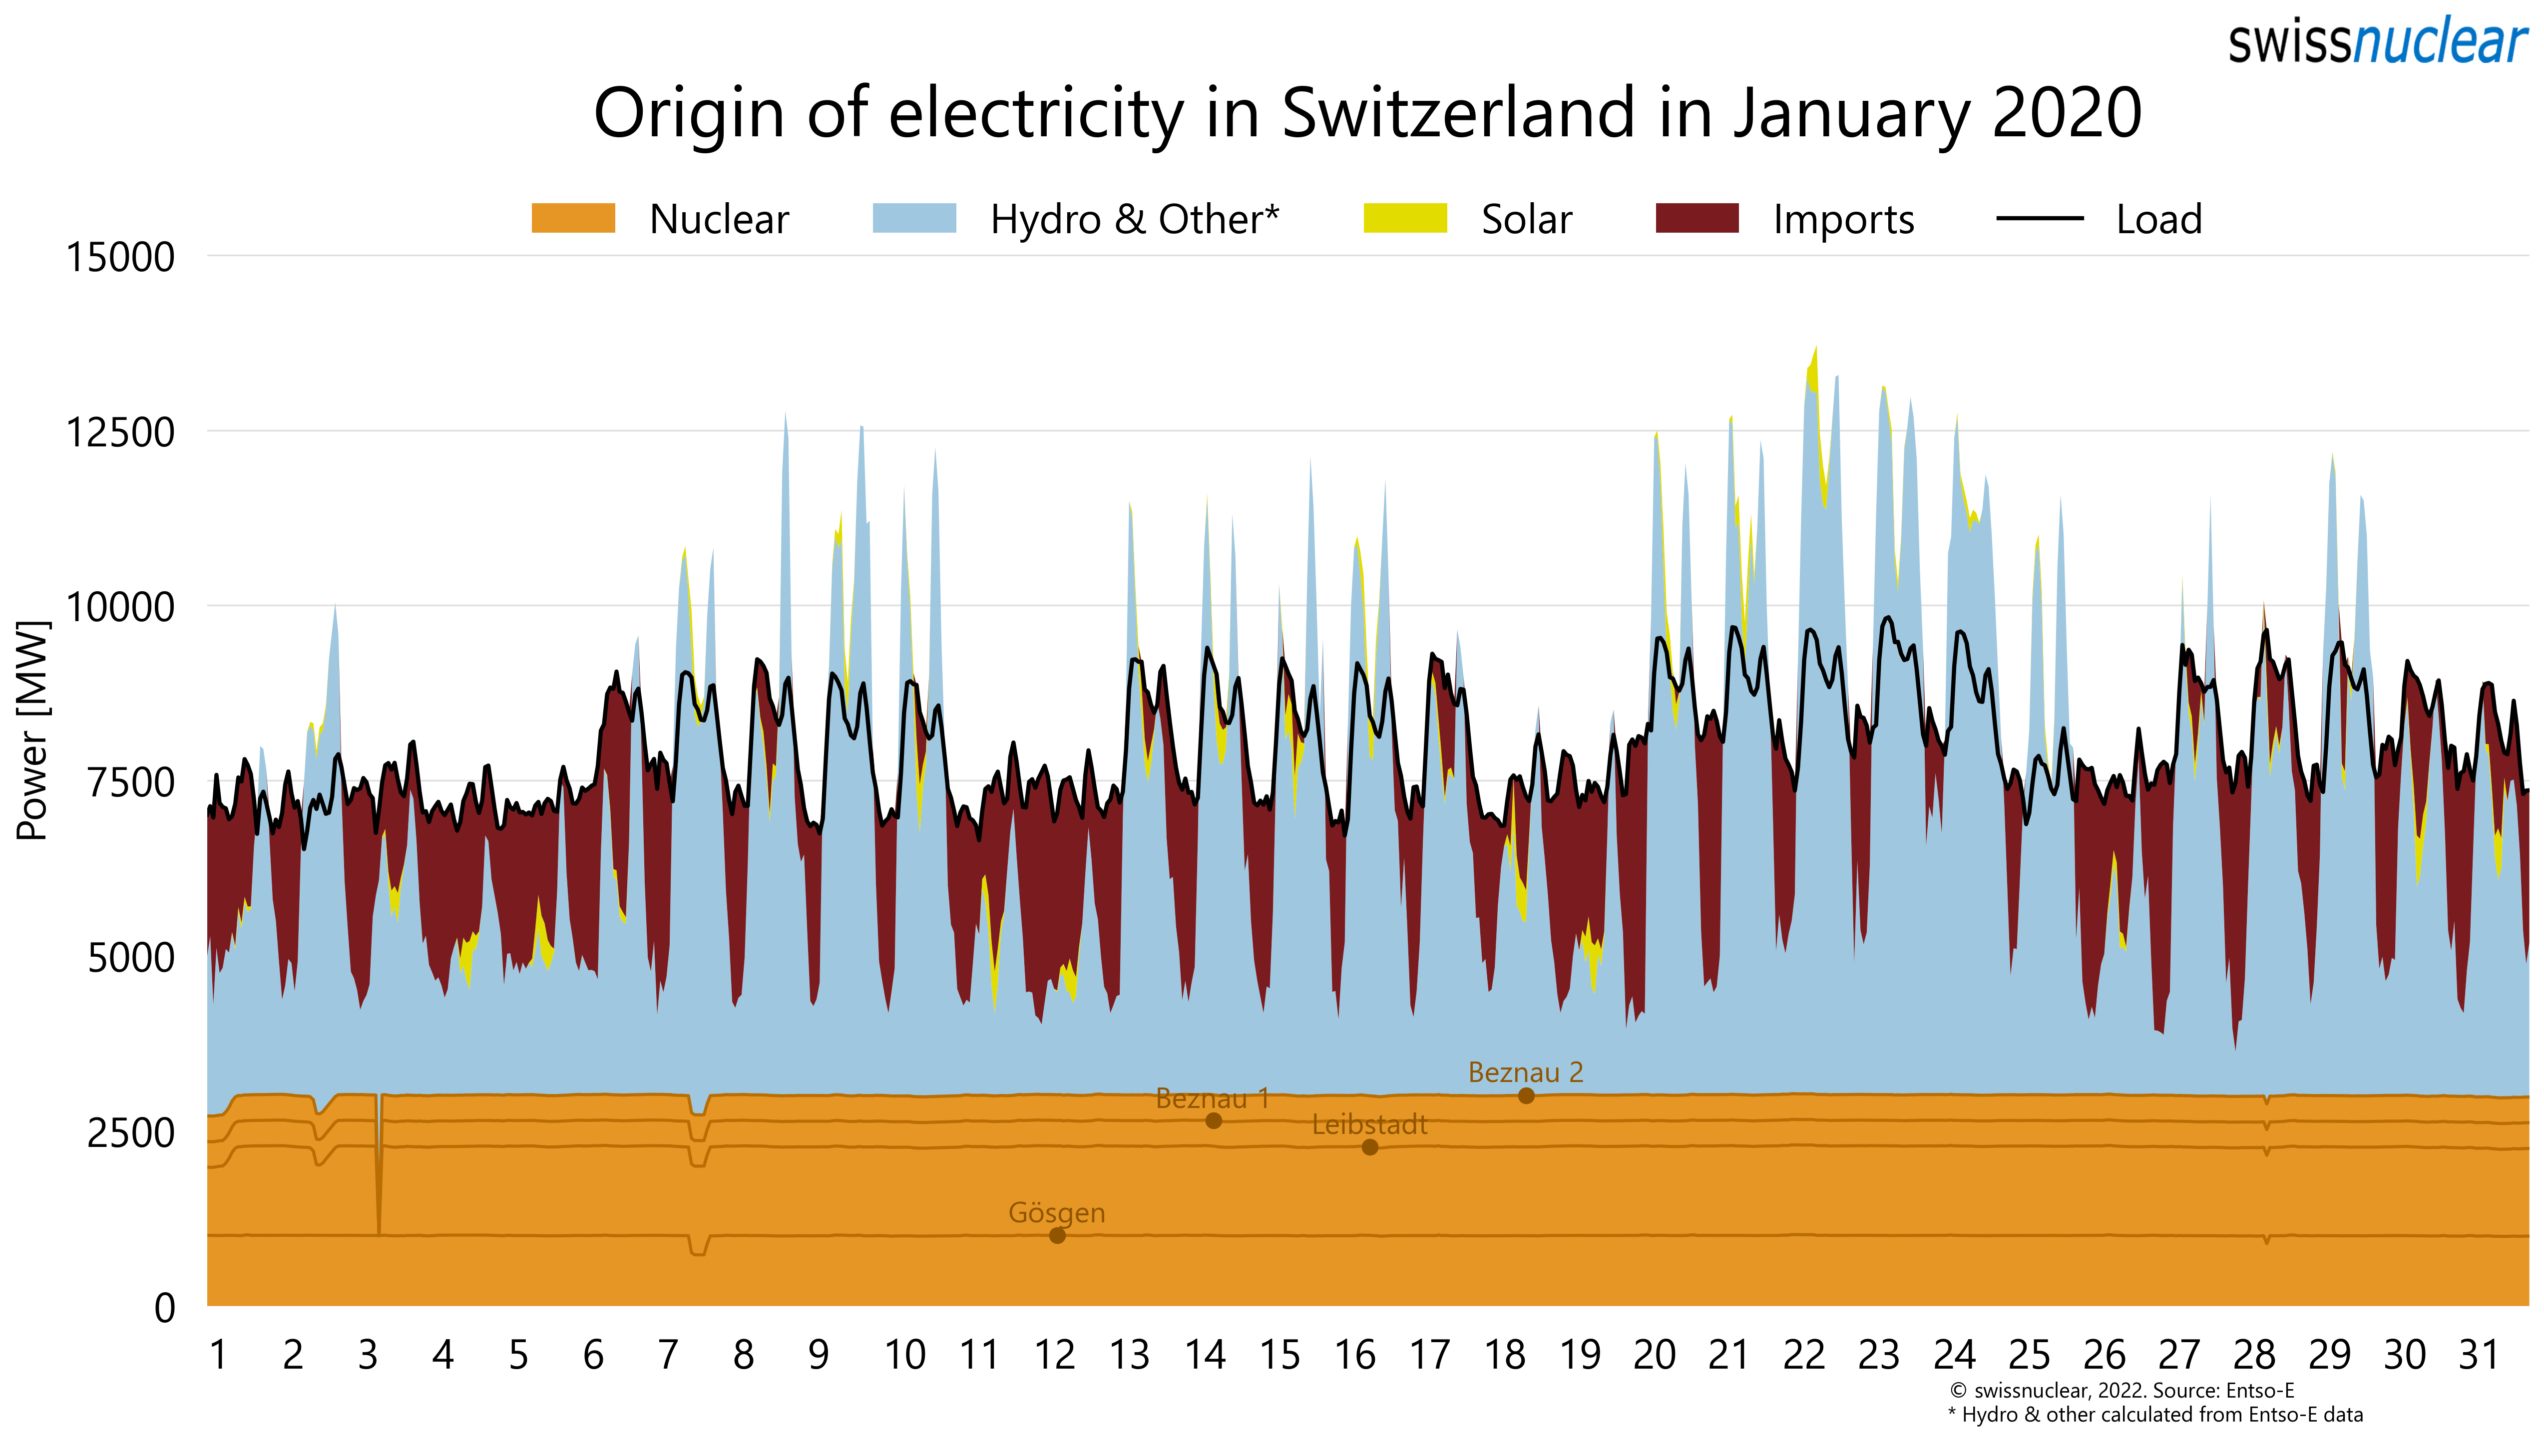 swissnuclear
Origin of electricity in Switzerland in January 2020
Nuclear Hydro & Other* Solar Imports Load
15000
12500
10000
7500
5000
2500
0
Power [MW]
Beznau 2
Beznau 1
Leibstadt
Gösgen
1 2 3 4 5 6 7 8 9 10 11 12 13 14 15 16 17 18 19 20 21 22 23 24 25 26 27 28 29 30 31
© swissnuclear, 2022. Source: Entso-E
* Hydro & other calculated from Entso-E data